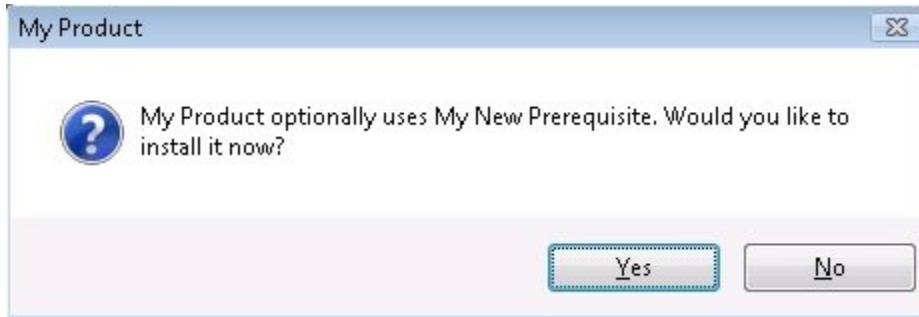 My Product
My Product optionally uses My New Prerequisite. Would you like to
install it now?
Yes
No